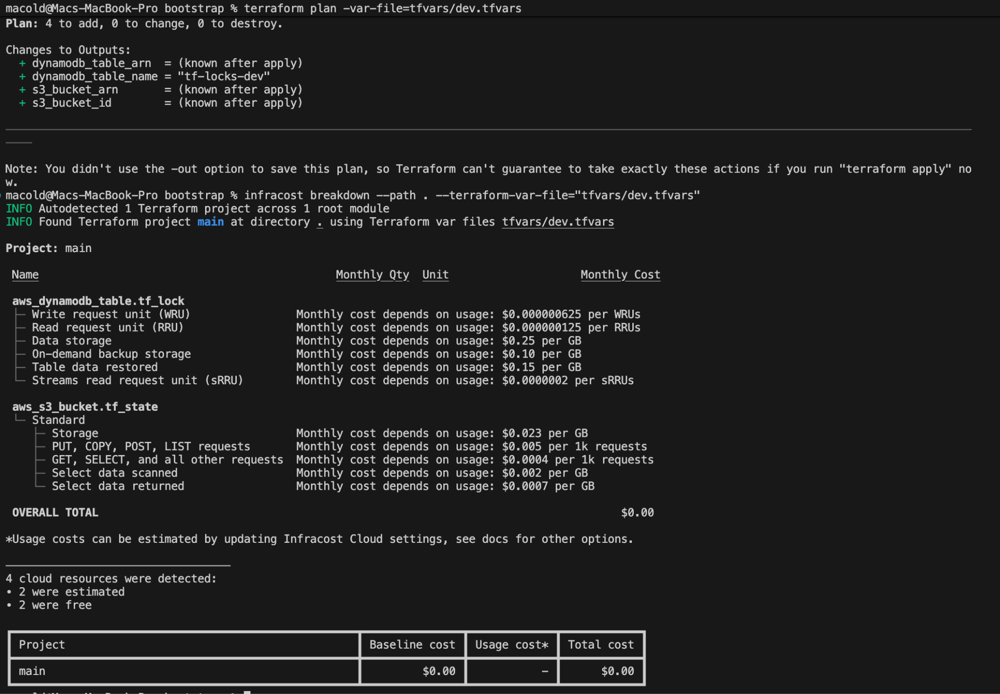 macold@Macs-MacBook-Pro bootstrap % terraform plan -var-file=tfvars/dev.tfvars
Plan: 4 to add, 0 to change, 0 to destroy.
Changes to Outputs:
+ dynamodb_table_arn = (known after apply)
+ dynamodb_table_name = "tf-locks-dev"
+ s3_bucket_arn = (known after apply)
+ s3_bucket_id = (known after apply)
Note: You didn't use the -out option to save this plan, so Terraform can't guarantee to take exactly these actions if you run "terraform apply" no
w.
macold@Macs-MacBook-Pro bootstrap % infracost breakdown --path . --terraform-var-file="tfvars/dev.tfvars"
INFO Autodetected 1 Terraform project across 1 root module
INFO Found Terraform project main at directory . using Terraform var files tfvars/dev.tfvars
Project: main
Name Monthly Qty Unit Monthly Cost
aws_dynamodb_table.tf_lock
├─ Write request unit (WRU) Monthly cost depends on usage: $0.000000625 per WRUs
├─ Read request unit (RRU) Monthly cost depends on usage: $0.000000125 per RRUs
├─ Data storage Monthly cost depends on usage: $0.25 per GB
├─ On-demand backup storage Monthly cost depends on usage: $0.10 per GB
├─ Table data restored Monthly cost depends on usage: $0.15 per GB
└─ Streams read request unit (sRRU) Monthly cost depends on usage: $0.0000002 per sRRUs
aws_s3_bucket.tf_state
└─ Standard
├─ Storage Monthly cost depends on usage: $0.023 per GB
├─ PUT, COPY, POST, LIST requests Monthly cost depends on usage: $0.005 per 1k requests
├─ GET, SELECT, and all other requests Monthly cost depends on usage: $0.0004 per 1k requests
├─ Select data scanned Monthly cost depends on usage: $0.002 per GB
└─ Select data returned Monthly cost depends on usage: $0.0007 per GB
OVERALL TOTAL $0.00
*Usage costs can be estimated by updating Infracost Cloud settings, see docs for other options.
4 cloud resources were detected:
• 2 were estimated
• 2 were free
Project Baseline cost Usage cost* Total cost
main $0.00 - $0.00